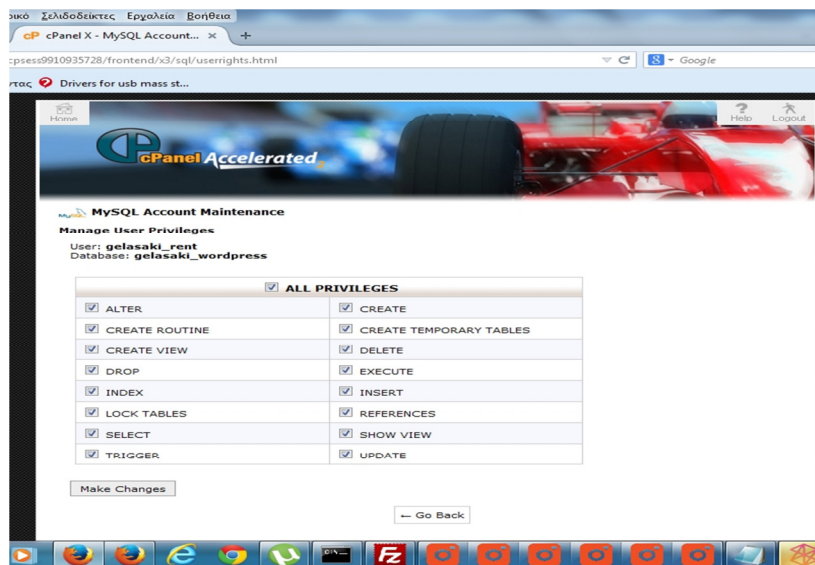 Σελιδοδείκτες Εργαλεία Βοήθεια
cP cPanel X - MySQL Account... × +
cpsess9910935728/frontend/x3/sql/userrights.html
8 Google
Drivers for usb mass st...
Home
Help Logout
cPanel Accelerated
MySQL Account Maintenance
Manage User Privileges
User: gelasaki_rent
Database: gelasaki_wordpress
ALL PRIVILEGES
ALTER CREATE
CREATE ROUTINE CREATE TEMPORARY TABLES
CREATE VIEW DELETE
DROP EXECUTE
INDEX INSERT
LOCK TABLES REFERENCES
SELECT SHOW VIEW
TRIGGER UPDATE
Make Changes
← Go Back